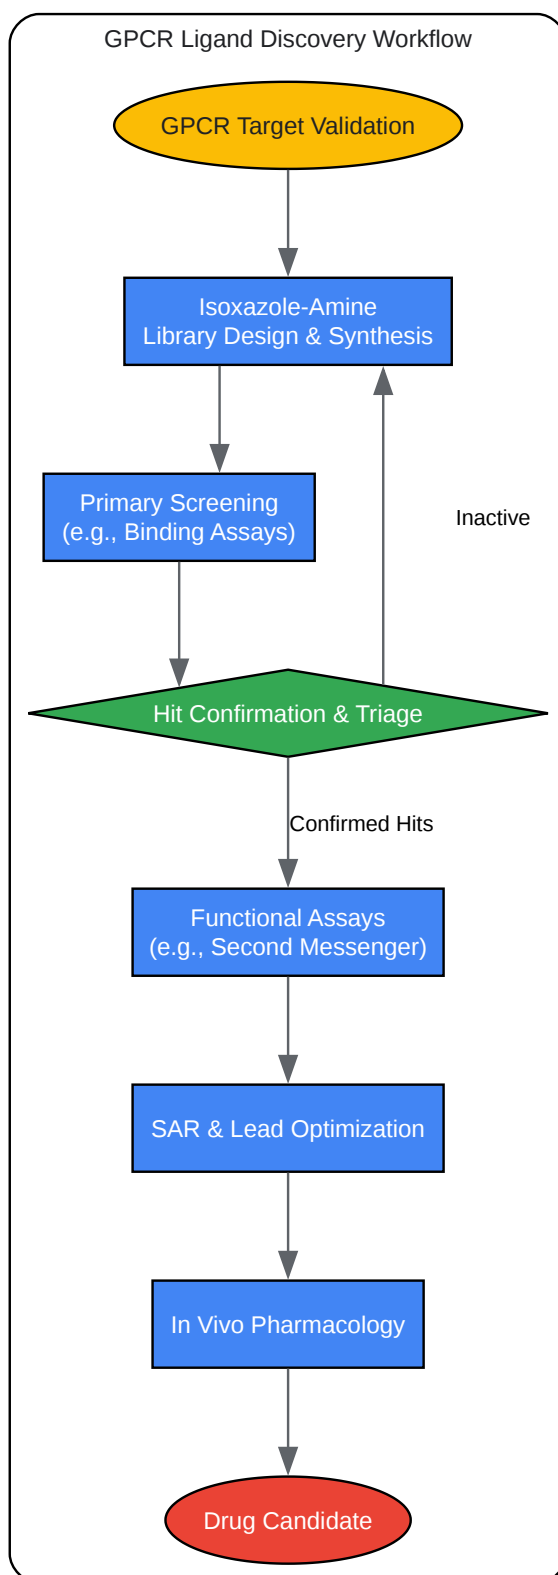 GPCR Ligand Discovery Workflow
GPCR Target Validation
Isoxazole-Amine
Library Design & Synthesis
Primary Screening
(e.g., Binding Assays)
Inactive
Hit Confirmation & Triage
Confirmed Hits
Functional Assays
(e.g., Second Messenger)
SAR & Lead Optimization
In Vivo Pharmacology
Drug Candidate